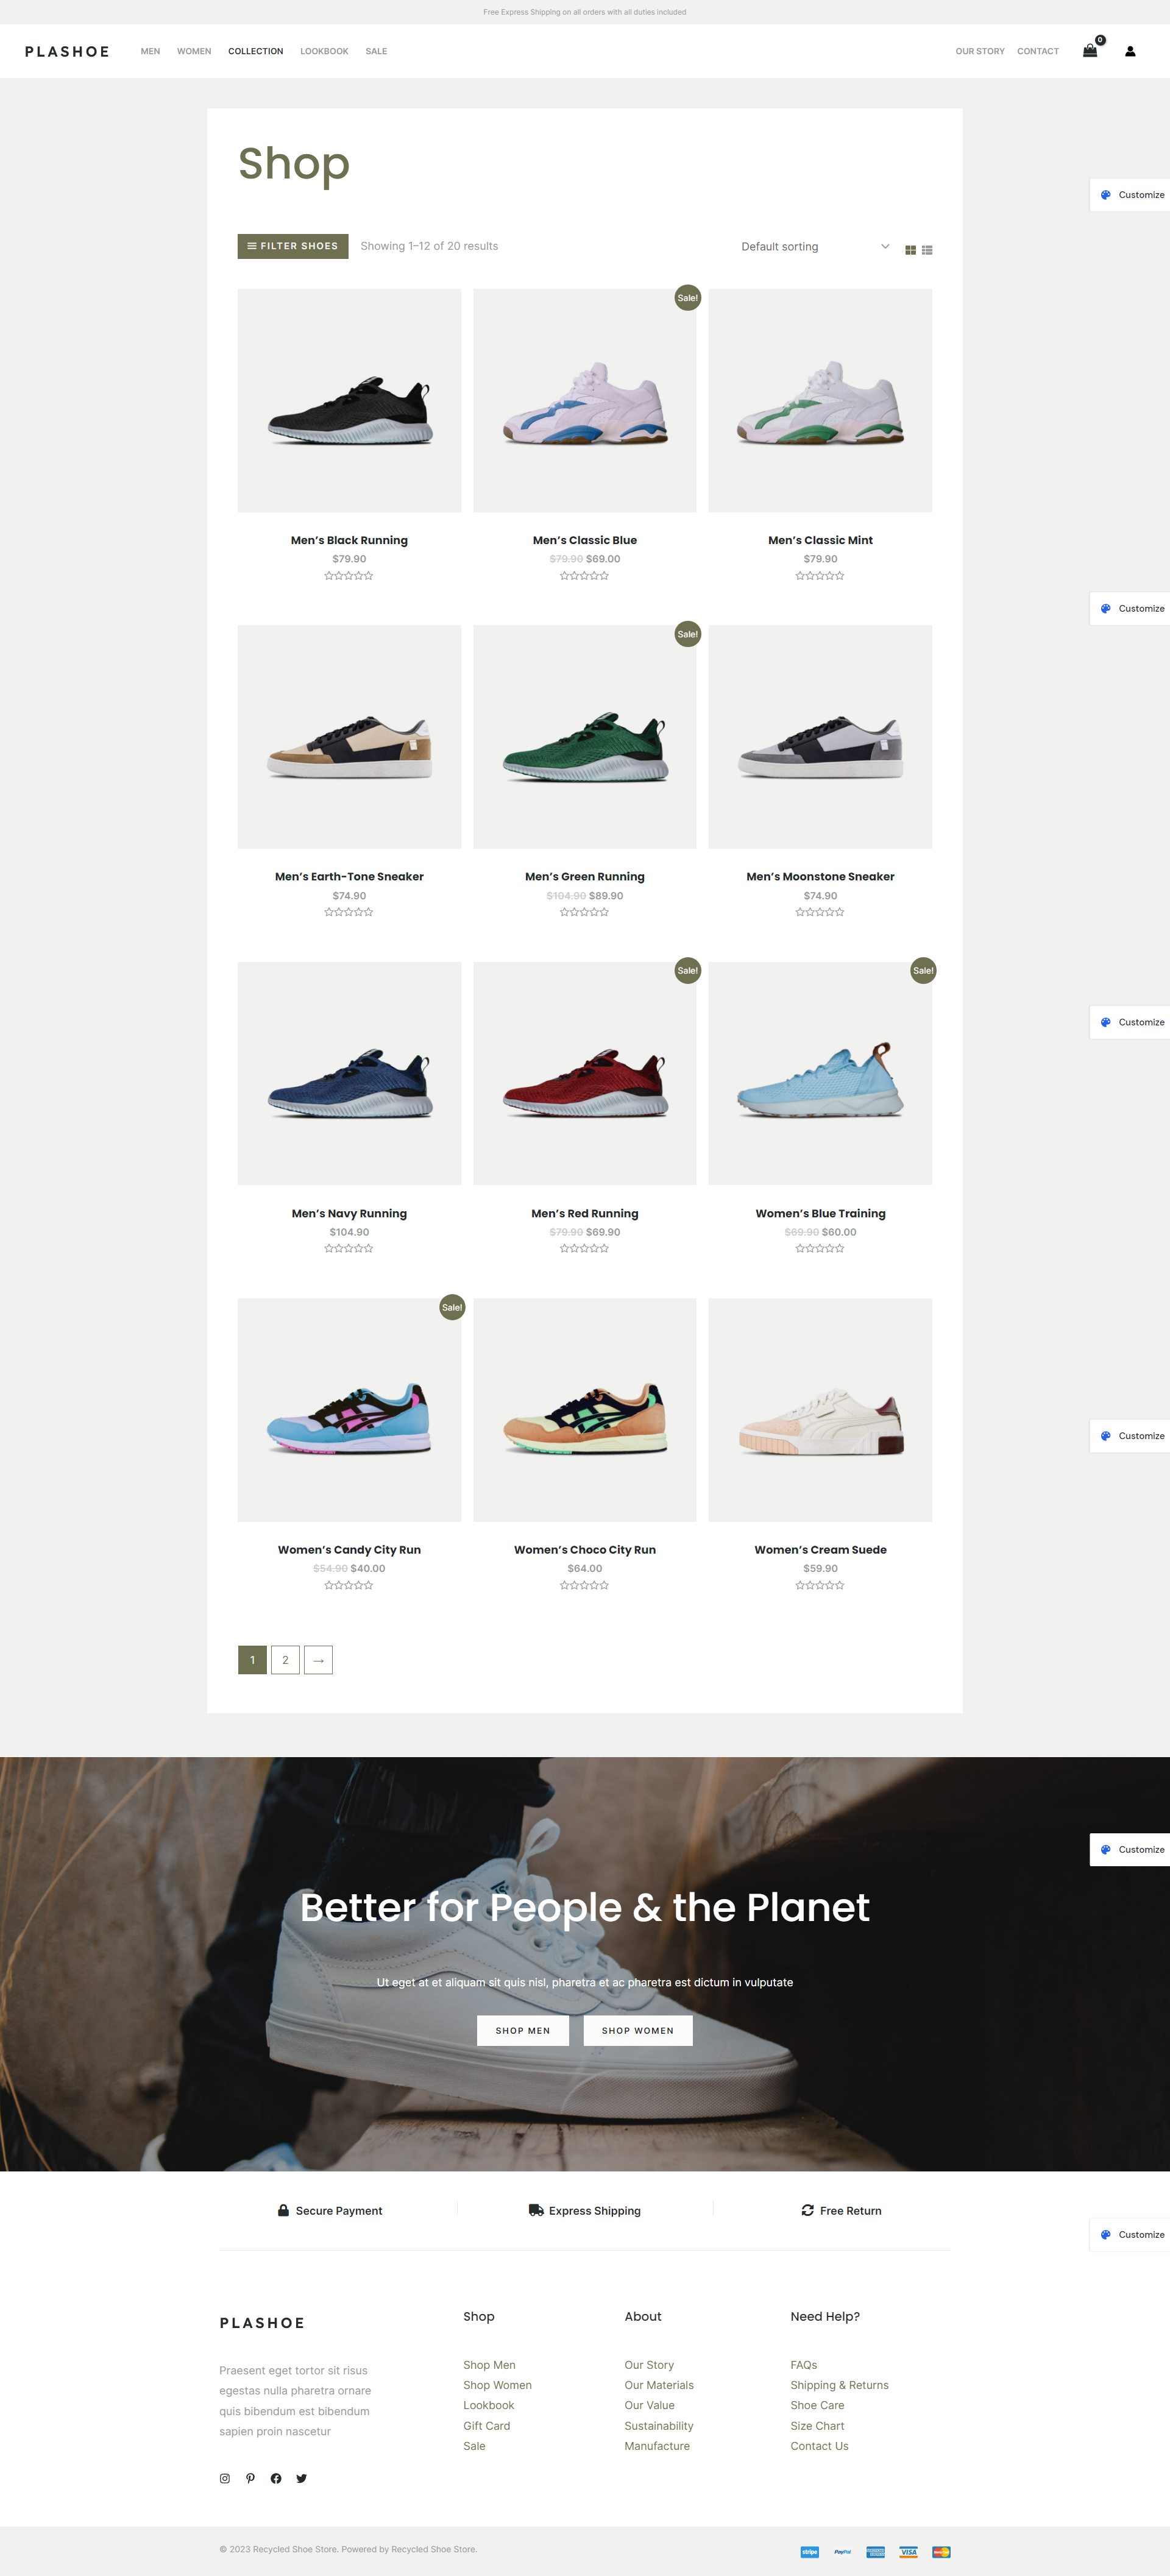 Free Express Shipping on all orders with all duties included
PLASHOE
MEN
WOMEN
COLLECTION
LOOKBOOK
SALE
OUR STORY
CONTACT
0
Shop
Customize
FILTER SHOES
Showing 1–12 of 20 results
Default sorting
Sale!
Men’s Black Running
$79.90
Men’s Classic Blue
$79.90 $69.00
Men’s Classic Mint
$79.90
Customize
Sale!
Men’s Earth-Tone Sneaker
$74.90
Men’s Green Running
$104.90 $89.90
Men’s Moonstone Sneaker
$74.90
Sale!
Sale!
Customize
Men’s Navy Running
$104.90
Men’s Red Running
$79.90 $69.90
Women’s Blue Training
$69.90 $60.00
Sale!
Customize
Women’s Candy City Run
$54.90 $40.00
Women’s Choco City Run
$64.00
Women’s Cream Suede
$59.90
1
2
→
Customize
Better for People & the Planet
Ut eget at et aliquam sit quis nisl, pharetra et ac pharetra est dictum in vulputate
SHOP MEN
SHOP WOMEN
Secure Payment
Express Shipping
Free Return
Customize
PLASHOE
Praesent eget tortor sit risus
egestas nulla pharetra ornare
quis bibendum est bibendum
sapien proin nascetur
Shop
Shop Men
Shop Women
Lookbook
Gift Card
Sale
About
Our Story
Our Materials
Our Value
Sustainability
Manufacture
Need Help?
FAQs
Shipping & Returns
Shoe Care
Size Chart
Contact Us
© 2023 Recycled Shoe Store. Powered by Recycled Shoe Store.
stripe
PayPal
VISA